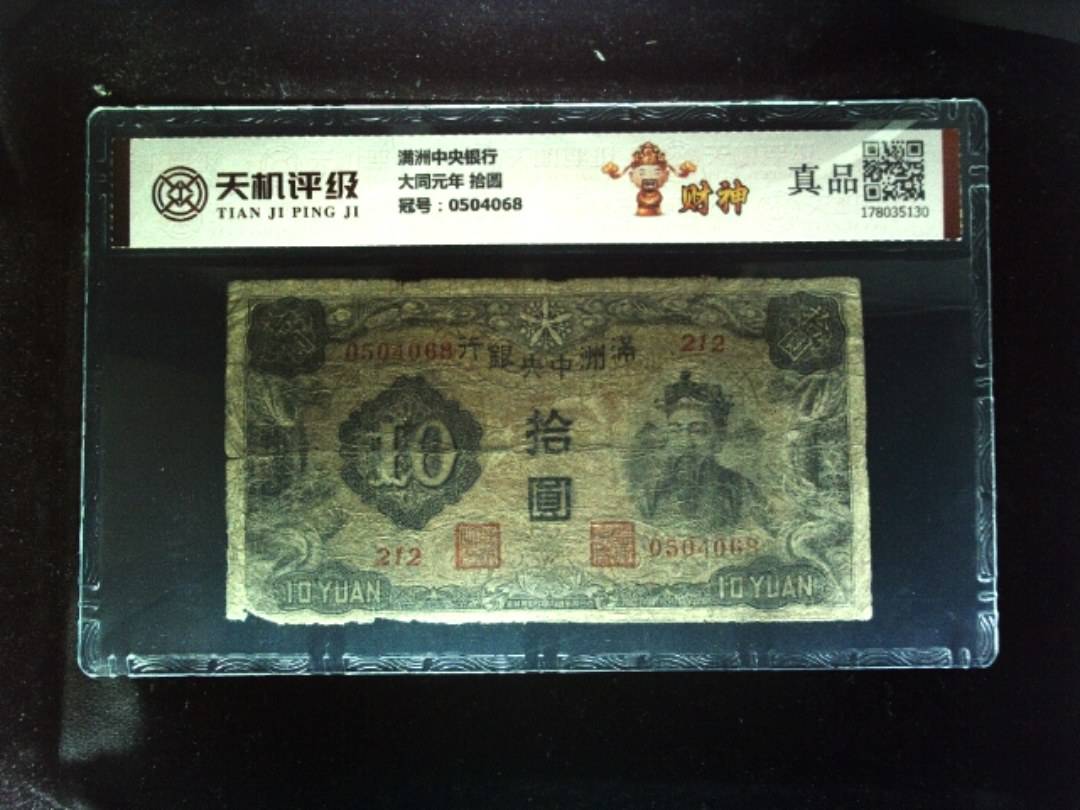 天机评级
TIAN JI PING JI
满洲中央银行
大同元年 拾圆
冠号：0504068
财神
真品
178035130
0504068
行銀央中洲滿
212
10
拾
圓
212
0504068
10 YUAN
10 YUAN